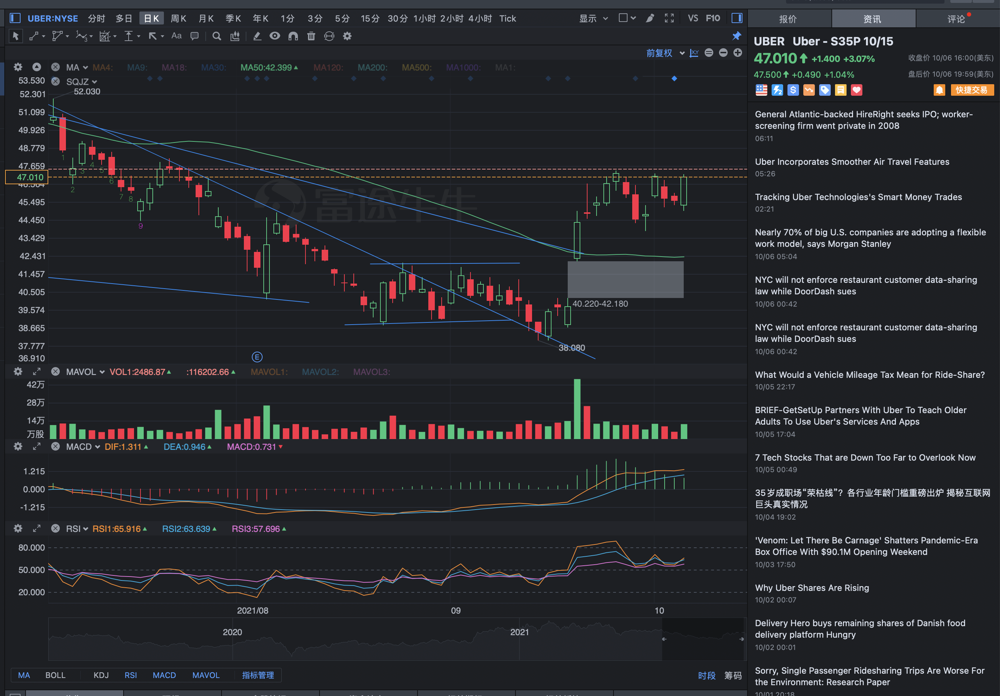 UBER:NYSE 分时 多日 日K 周K 月K 季K 年K 1分 3分 5分 15分 30分 1小时 2小时 4小时 Tick 显示 VS F10
Aa
前复权
MA MA4: MA9: MA18: MA30: MA50:42.399 MA120: MA200: MA500: MA1000: MA1:
SQJZ
53.530
52.301
51.099
49.926
48.779
47.659
47.010
45.495
44.450
43.429
42.431
41.457
40.505
39.574
38.665
37.777
36.910
52.030
1
2
3
4
5
6
7
8
9
富途牛牛
40.220-42.180
38.080
E
MAVOL VOL1:2486.87 :116202.66 MAVOL1: MAVOL2: MAVOL3:
42万
28万
14万
万股
MACD DIF:1.311 DEA:0.946 MACD:0.731
1.215
0.000
-1.215
RSI RSI1:65.916 RSI2:63.639 RSI3:57.696
80.000
50.000
20.000
2021/08 09 10
2020 2021
MA BOLL KDJ RSI MACD MAVOL 指标管理 时段 筹码
报价 资讯 评论
UBER Uber - S35P 10/15
47.010 +1.400 +3.07% 收盘价 10/06 16:00(美东)
47.500 +0.490 +1.04% 盘后价 10/06 19:59(美东)
快捷交易
General Atlantic-backed HireRight seeks IPO; worker-
screening firm went private in 2008
06:11
Uber Incorporates Smoother Air Travel Features
05:26
Tracking Uber Technologies's Smart Money Trades
02:21
Nearly 70% of big U.S. companies are adopting a flexible
work model, says Morgan Stanley
10/06 05:04
NYC will not enforce restaurant customer data-sharing
law while DoorDash sues
10/06 00:42
NYC will not enforce restaurant customer data-sharing
law while DoorDash sues
10/06 00:42
What Would a Vehicle Mileage Tax Mean for Ride-Share?
10/05 22:17
BRIEF-GetSetUp Partners With Uber To Teach Older
Adults To Use Uber's Services And Apps
10/05 17:04
7 Tech Stocks That are Down Too Far to Overlook Now
10/05 00:49
35岁成职场“荣枯线”？各行业年龄门槛重磅出炉 揭秘互联网
巨头真实情况
10/04 19:02
'Venom: Let There Be Carnage' Shatters Pandemic-Era
Box Office With $90.1M Opening Weekend
10/03 17:50
Why Uber Shares Are Rising
10/02 00:07
Delivery Hero buys remaining shares of Danish food
delivery platform Hungry
10/02 00:01
Sorry, Single Passenger Ridesharing Trips Are Worse For
the Environment: Research Paper
10/01 20:18